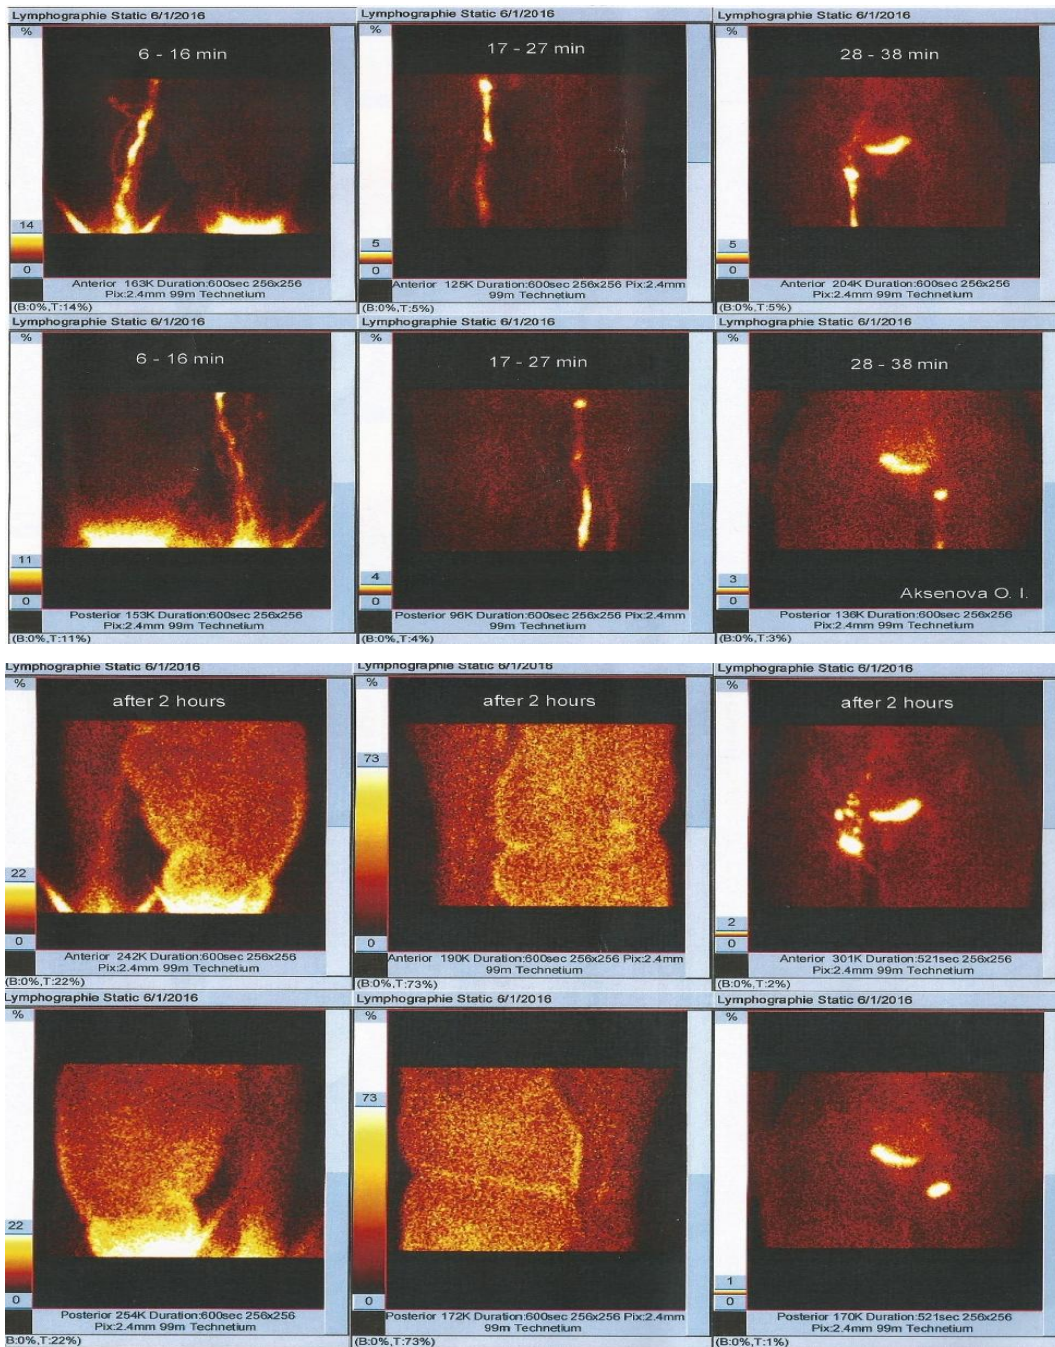 Lymphographie Static 6/1/2016
%
6 - 16 min
14
0
Anterior 163K Duration:600sec 256x256
Pix:2.4mm 99m Technetium
(B:0%,T:14%)
Lymphographie Static 6/1/2016
%
17 - 27 min
5
0
Anterior 125K Duration:600sec 256x256 Pix:2.4mm
99m Technetium
(B:0%,T:5%)
Lymphographie Static 6/1/2016
%
28 - 38 min
5
0
Anterior 204K Duration:600sec 256x256
Pix:2.4mm 99m Technetium
(B:0%,T:5%)
Lymphographie Static 6/1/2016
%
6 - 16 min
11
0
Posterior 153K Duration:600sec 256x256
Pix:2.4mm 99m Technetium
(B:0%,T:11%)
Lymphographie Static 6/1/2016
%
17 - 27 min
4
0
Posterior 96K Duration:600sec 256x256 Pix:2.4mm
99m Technetium
(B:0%,T:4%)
Lymphographie Static 6/1/2016
%
28 - 38 min
3
0
Aksenova O. I.
Posterior 136K Duration:600sec 256x256
Pix:2.4mm 99m Technetium
(B:0%,T:3%)
Lymphographie Static 6/1/2016
%
after 2 hours
22
0
Anterior 242K Duration:600sec 256x256
Pix:2.4mm 99m Technetium
(B:0%,T:22%)
Lymphographie Static 6/1/2016
%
after 2 hours
73
0
Anterior 190K Duration:600sec 256x256 Pix:2.4mm
99m Technetium
(B:0%,T:73%)
Lymphographie Static 6/1/2016
%
after 2 hours
2
0
Anterior 301K Duration:521sec 256x256
Pix:2.4mm 99m Technetium
(B:0%,T:2%)
Lymphographie Static 6/1/2016
%
22
0
Posterior 254K Duration:600sec 256x256
Pix:2.4mm 99m Technetium
(B:0%,T:22%)
Lymphographie Static 6/1/2016
%
73
0
Posterior 172K Duration:600sec 256x256 Pix:2.4mm
99m Technetium
(B:0%,T:73%)
Lymphographie Static 6/1/2016
%
1
0
Posterior 170K Duration:521sec 256x256
Pix:2.4mm 99m Technetium
(B:0%,T:1%)